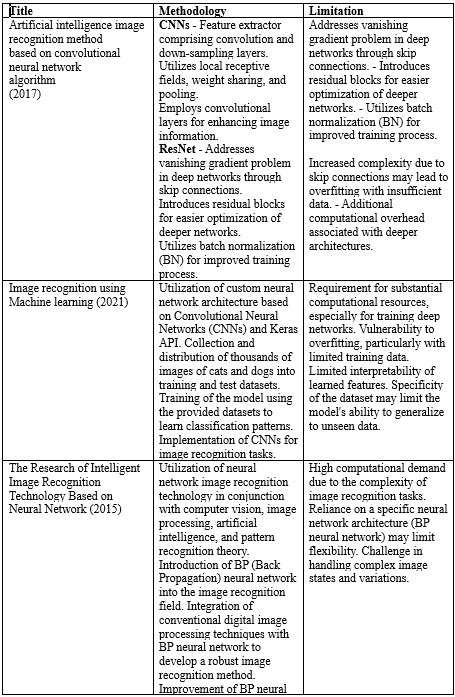 Title Methodology Limitation
Artificial intelligence image
recognition method
based on convolutional
neural network
algorithm
(2017)
CNNs - Feature extractor
comprising convolution and
down-sampling layers.
Utilizes local receptive
fields, weight sharing, and
pooling.
Employs convolutional
layers for enhancing image
information.
ResNet - Addresses
vanishing gradient problem
in deep networks through
skip connections.
Introduces residual blocks
for easier optimization of
deeper networks.
Utilizes batch normalization
(BN) for improved training
process.
Addresses vanishing
gradient problem in deep
networks through skip
connections. - Introduces
residual blocks for easier
optimization of deeper
networks. - Utilizes batch
normalization (BN) for
improved training process.
Increased complexity due to
skip connections may lead to
overfitting with insufficient
data. - Additional
computational overhead
associated with deeper
architectures.
Image recognition using
Machine learning (2021)
Utilization of custom neural
network architecture based
on Convolutional Neural
Networks (CNNs) and Keras
API. Collection and
distribution of thousands of
images of cats and dogs into
training and test datasets.
Training of the model using
the provided datasets to
learn classification patterns.
Implementation of CNNs for
image recognition tasks.
Requirement for substantial
computational resources,
especially for training deep
networks. Vulnerability to
overfitting, particularly with
limited training data.
Limited interpretability of
learned features. Specificity
of the dataset may limit the
model's ability to generalize
to unseen data.
The Research of Intelligent
Image Recognition
Technology Based on
Neural Network (2015)
Utilization of neural
network image recognition
technology in conjunction
with computer vision, image
processing, artificial
intelligence, and pattern
recognition theory.
Introduction of BP (Back
Propagation) neural network
into the image recognition
field. Integration of
conventional digital image
processing techniques with
BP neural network to
develop a robust image
recognition method.
Improvement of BP neural
High computational demand
due to the complexity of
image recognition tasks.
Reliance on a specific neural
network architecture (BP
neural network) may limit
flexibility. Challenge in
handling complex image
states and variations.